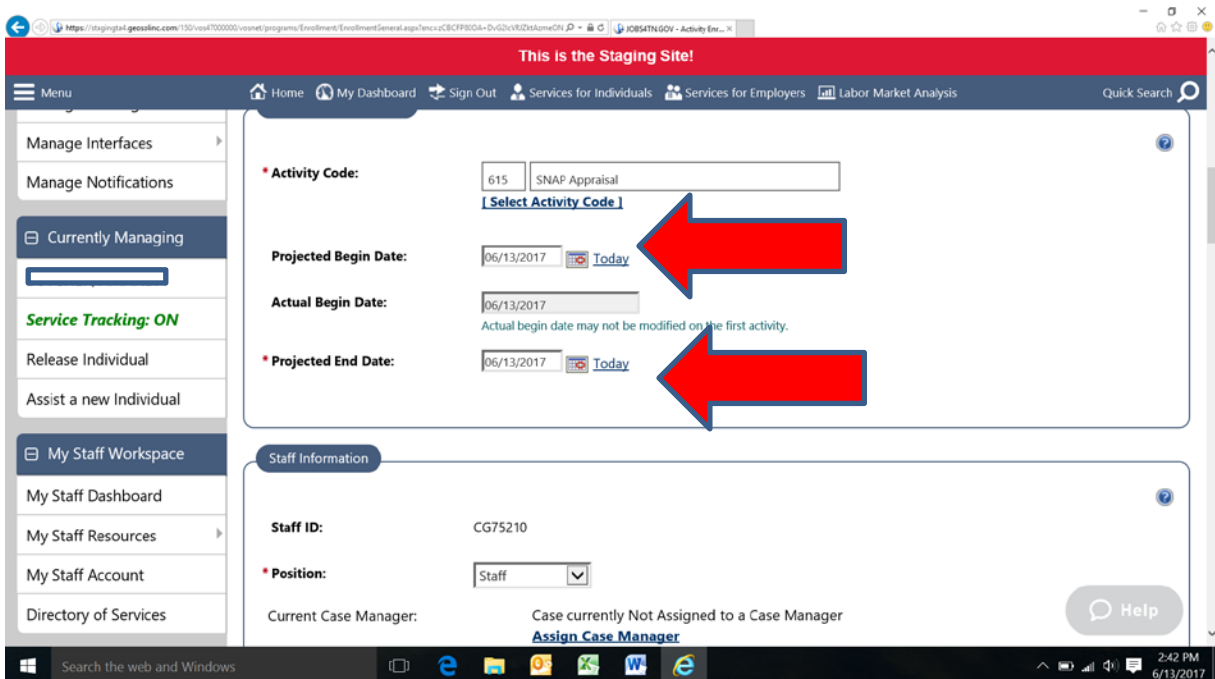 JOBS4TN.GOV - Activity Enr...
This is the Staging Site!
Menu
Home My Dashboard Sign Out Services for Individuals Services for Employers Labor Market Analysis Quick Search
Manage Interfaces
Manage Notifications
Currently Managing
Service Tracking: ON
Release Individual
Assist a new Individual
My Staff Workspace
My Staff Dashboard
My Staff Resources
My Staff Account
Directory of Services
* Activity Code:
615 SNAP Appraisal
[ Select Activity Code ]
Projected Begin Date:
06/13/2017 Today
Actual Begin Date:
06/13/2017
Actual begin date may not be modified on the first activity.
* Projected End Date:
06/13/2017 Today
Staff Information
Staff ID: CG75210
* Position: Staff
Current Case Manager: Case currently Not Assigned to a Case Manager
Assign Case Manager
Help
Search the web and Windows
2:42 PM
6/13/2017